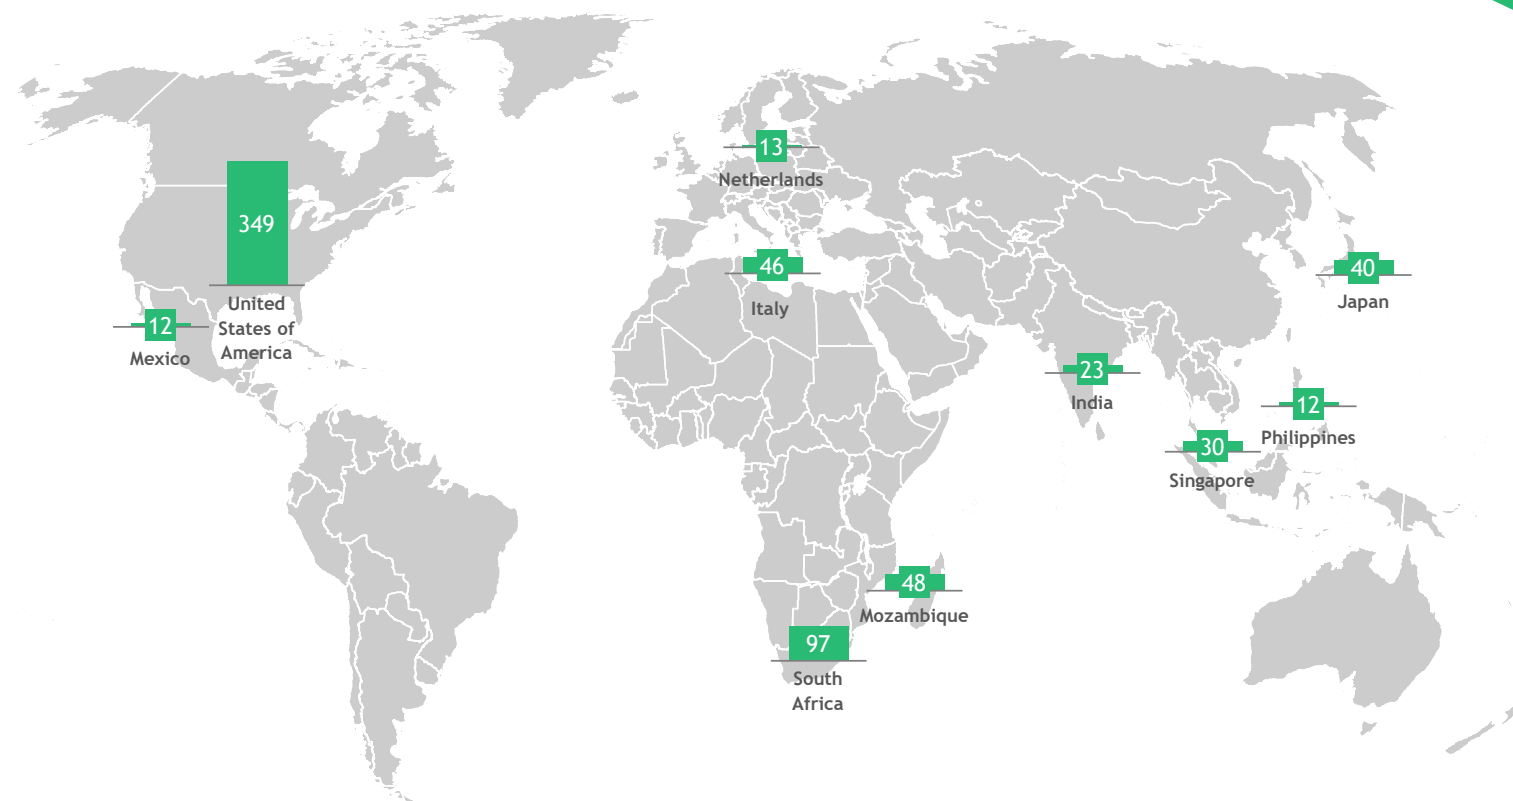 13
Netherlands
349
United
States of
America
46
Italy
40
Japan
12
Mexico
23
India
12
Philippines
30
Singapore
48
Mozambique
97
South
Africa